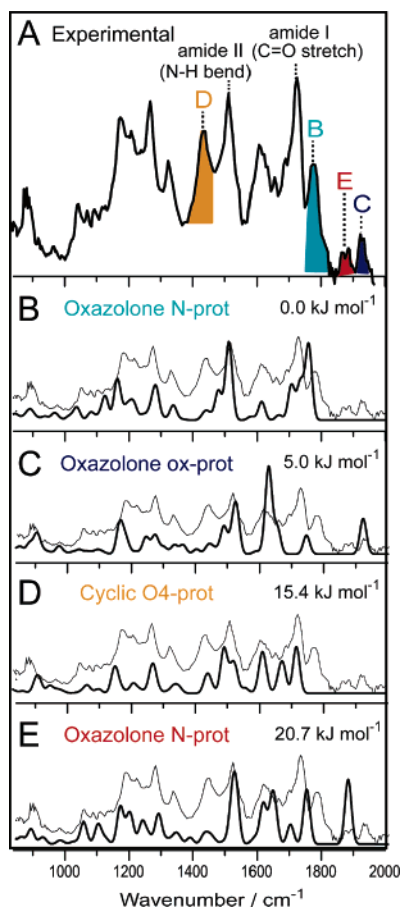 A Experimental
amide I
(C=O stretch)
amide II
(N-H bend)
D
B
E
C
B Oxazolone N-prot 0.0 kJ mol⁻¹
C Oxazolone ox-prot 5.0 kJ mol⁻¹
D Cyclic O4-prot 15.4 kJ mol⁻¹
E Oxazolone N-prot 20.7 kJ mol⁻¹
1000 1200 1400 1600 1800 2000
Wavenumber / cm⁻¹